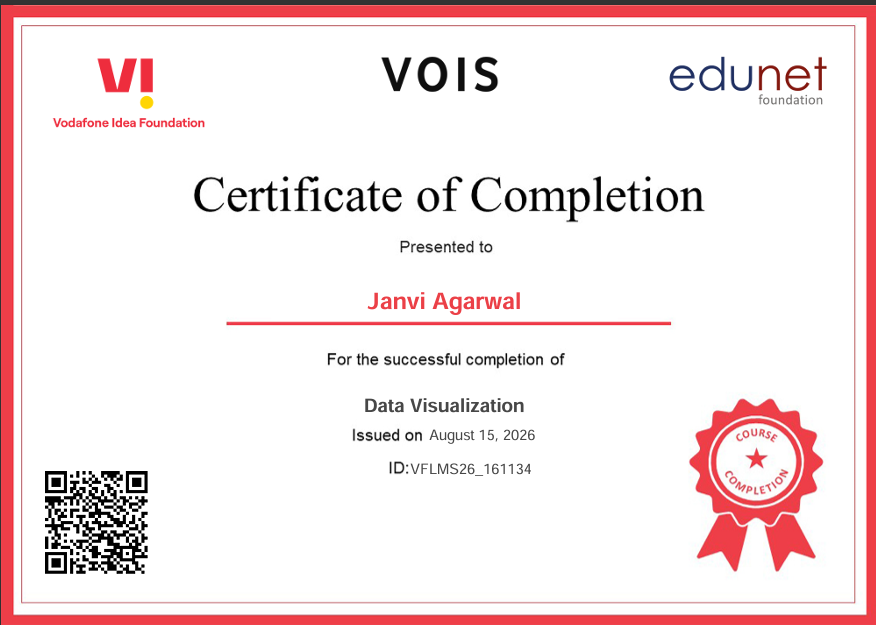 VI
Vodafone Idea Foundation
VOIS
edunet
foundation
Certificate of Completion
Presented to
Janvi Agarwal
For the successful completion of
Data Visualization
Issued on August 15, 2026
ID:VFLMS26_161134
COURSE
COMPLETION